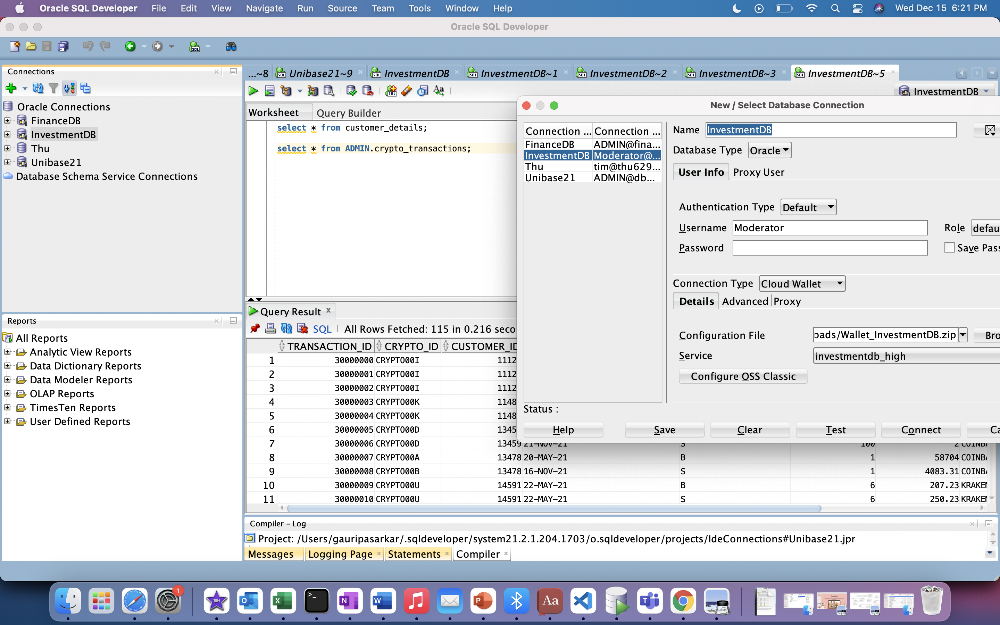 Oracle SQL Developer File Edit View Navigate Run Source Team Tools Window Help Wed Dec 15 6:21 PM
Oracle SQL Developer
Connections
Oracle Connections
FinanceDB
InvestmentDB
Thu
Unibase21
Database Schema Service Connections
Reports
All Reports
Analytic View Reports
Data Dictionary Reports
Data Modeler Reports
OLAP Reports
TimesTen Reports
User Defined Reports
...~8 Unibase21~9 InvestmentDB InvestmentDB~1 InvestmentDB~2 InvestmentDB~3 InvestmentDB~5
InvestmentDB
Worksheet Query Builder
select * from customer_details;
select * from ADMIN.crypto_transactions;
Query Result
SQL All Rows Fetched: 115 in 0.216 seco
TRANSACTION_ID CRYPTO_ID CUSTOMER_ID
1 30000000 CRYPTO00I 1112
2 30000001 CRYPTO00I 1112
3 30000002 CRYPTO00I 1112
4 30000003 CRYPTO00K 1148
5 30000004 CRYPTO00K 1148
6 30000005 CRYPTO00D 1345
7 30000006 CRYPTO00D 13459 21-NOV-21 S 100 2 COINBA
8 30000007 CRYPTO00A 13478 20-MAY-21 B 1 58704 COINBA
9 30000008 CRYPTO00B 13478 16-NOV-21 S 1 4083.31 COINBA
10 30000009 CRYPTO00U 14591 22-MAY-21 B 6 207.23 KRAKEN
11 30000010 CRYPTO00U 14591 22-MAY-21 S 6 250.23 KRAKEN
New / Select Database Connection
Connection ... Connection ...
FinanceDB ADMIN@fina...
InvestmentDB Moderator@...
Thu tim@thu629...
Unibase21 ADMIN@db...
Name InvestmentDB
Database Type Oracle
User Info Proxy User
Authentication Type Default
Username Moderator Role defau
Password Save Pass
Connection Type Cloud Wallet
Details Advanced Proxy
Configuration File oads/Wallet_InvestmentDB.zip Bro
Service investmentdb_high
Configure OSS Classic
Status :
Help Save Clear Test Connect Ca
Compiler - Log
Project: /Users/gauripasarkar/.sqldeveloper/system21.2.1.204.1703/o.sqldeveloper/projects/IdeConnections#Unibase21.jpr
Messages Logging Page Statements Compiler
1